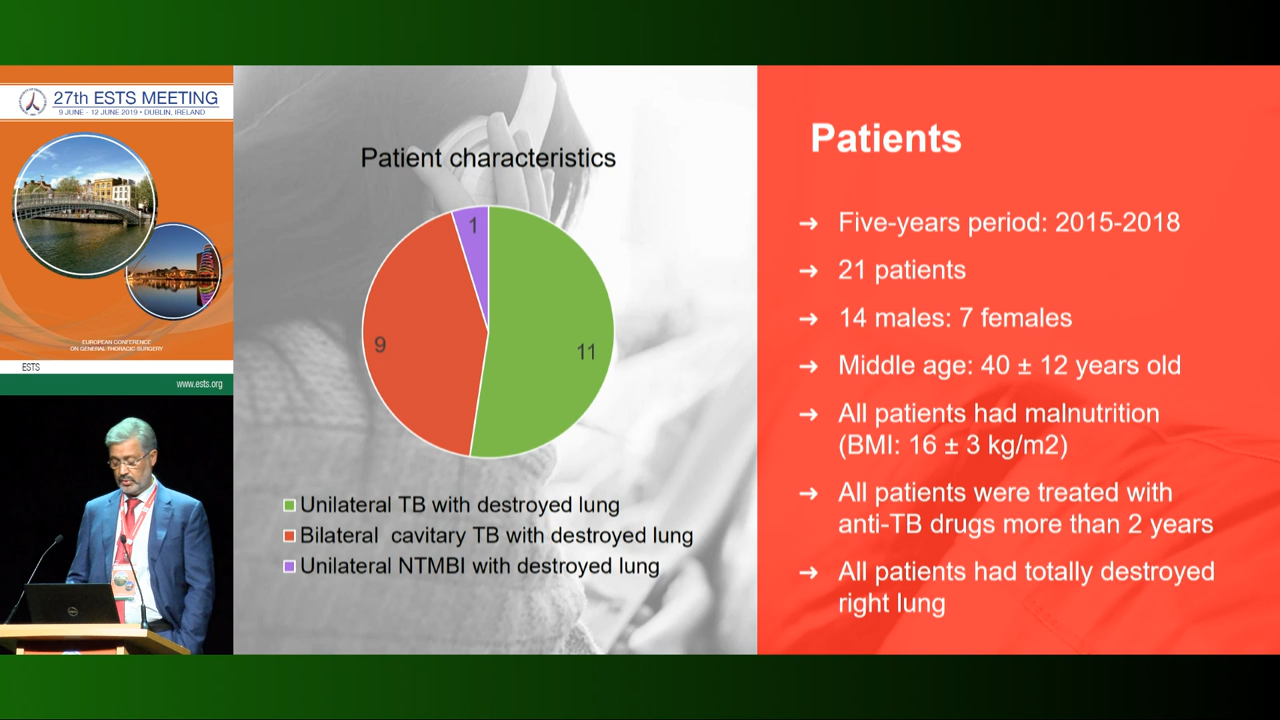 27th ESTS MEETING
9 JUNE - 12 JUNE 2019 • DUBLIN, IRELAND
EUROPEAN CONFERENCE
ON GENERAL THORACIC SURGERY
ESTS
www.ests.org
Patient characteristics
1
9
11
Unilateral TB with destroyed lung
Bilateral cavitary TB with destroyed lung
Unilateral NTMBI with destroyed lung
Patients
➔ Five-years period: 2015-2018
➔ 21 patients
➔ 14 males: 7 females
➔ Middle age: 40 ± 12 years old
➔ All patients had malnutrition
(BMI: 16 ± 3 kg/m2)
➔ All patients were treated with
anti-TB drugs more than 2 years
➔ All patients had totally destroyed
right lung